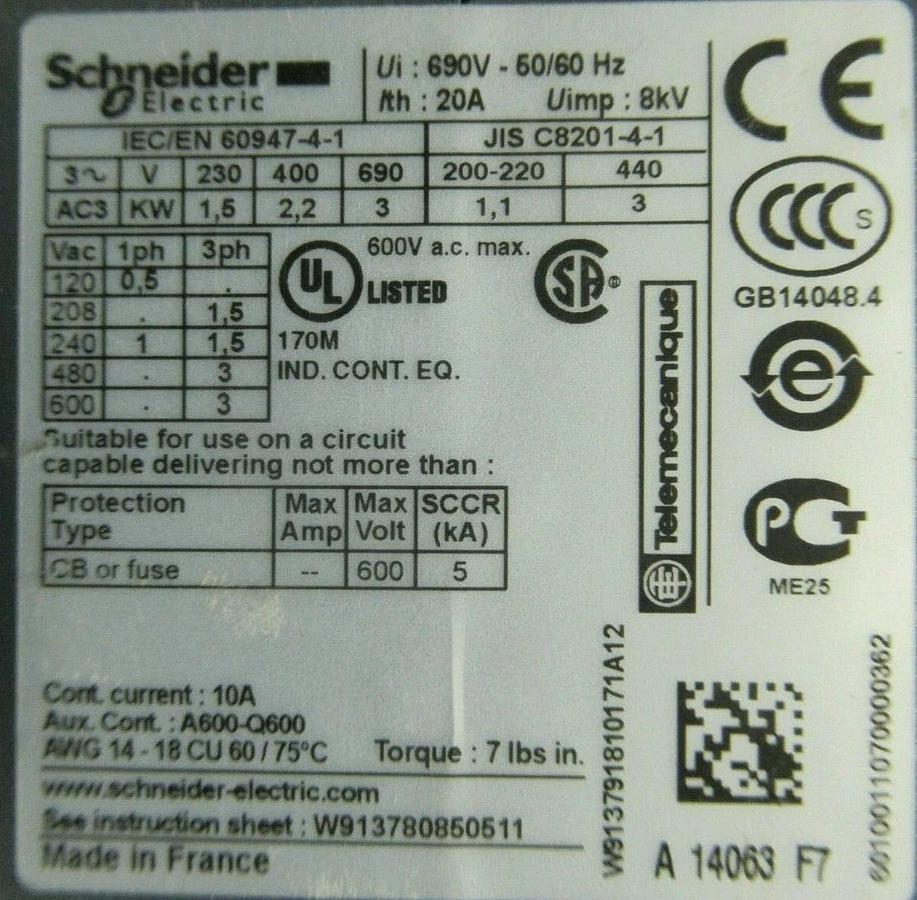 Schneider
Electric
Ui : 690V - 50/60 Hz
Ith : 20A Uimp : 8kV
IEC/EN 60947-4-1 JIS C8201-4-1
3~ V 230 400 690 200-220 440
AC3 KW 1,5 2,2 3 1,1 3
Vac 1ph 3ph
120 0,5 .
208 . 1,5
240 1 1,5
480 . 3
600 . 3
UL LISTED
600V a.c. max.
SA ®
170M
IND. CONT. EQ.
Suitable for use on a circuit
capable delivering not more than :
Protection Type Max Amp Max Volt SCCR (kA)
CB or fuse -- 600 5
Cont. current : 10A
Aux. Cont. : A600-Q600
AWG 14 - 18 CU 60 / 75°C Torque : 7 lbs in.
www.schneider-electric.com
See instruction sheet : W913780850511
Made in France
Telemecanique
W9137918101 71A12
CE
CCC S
GB14048.4
e
PCT
ME25
A 14063 F7